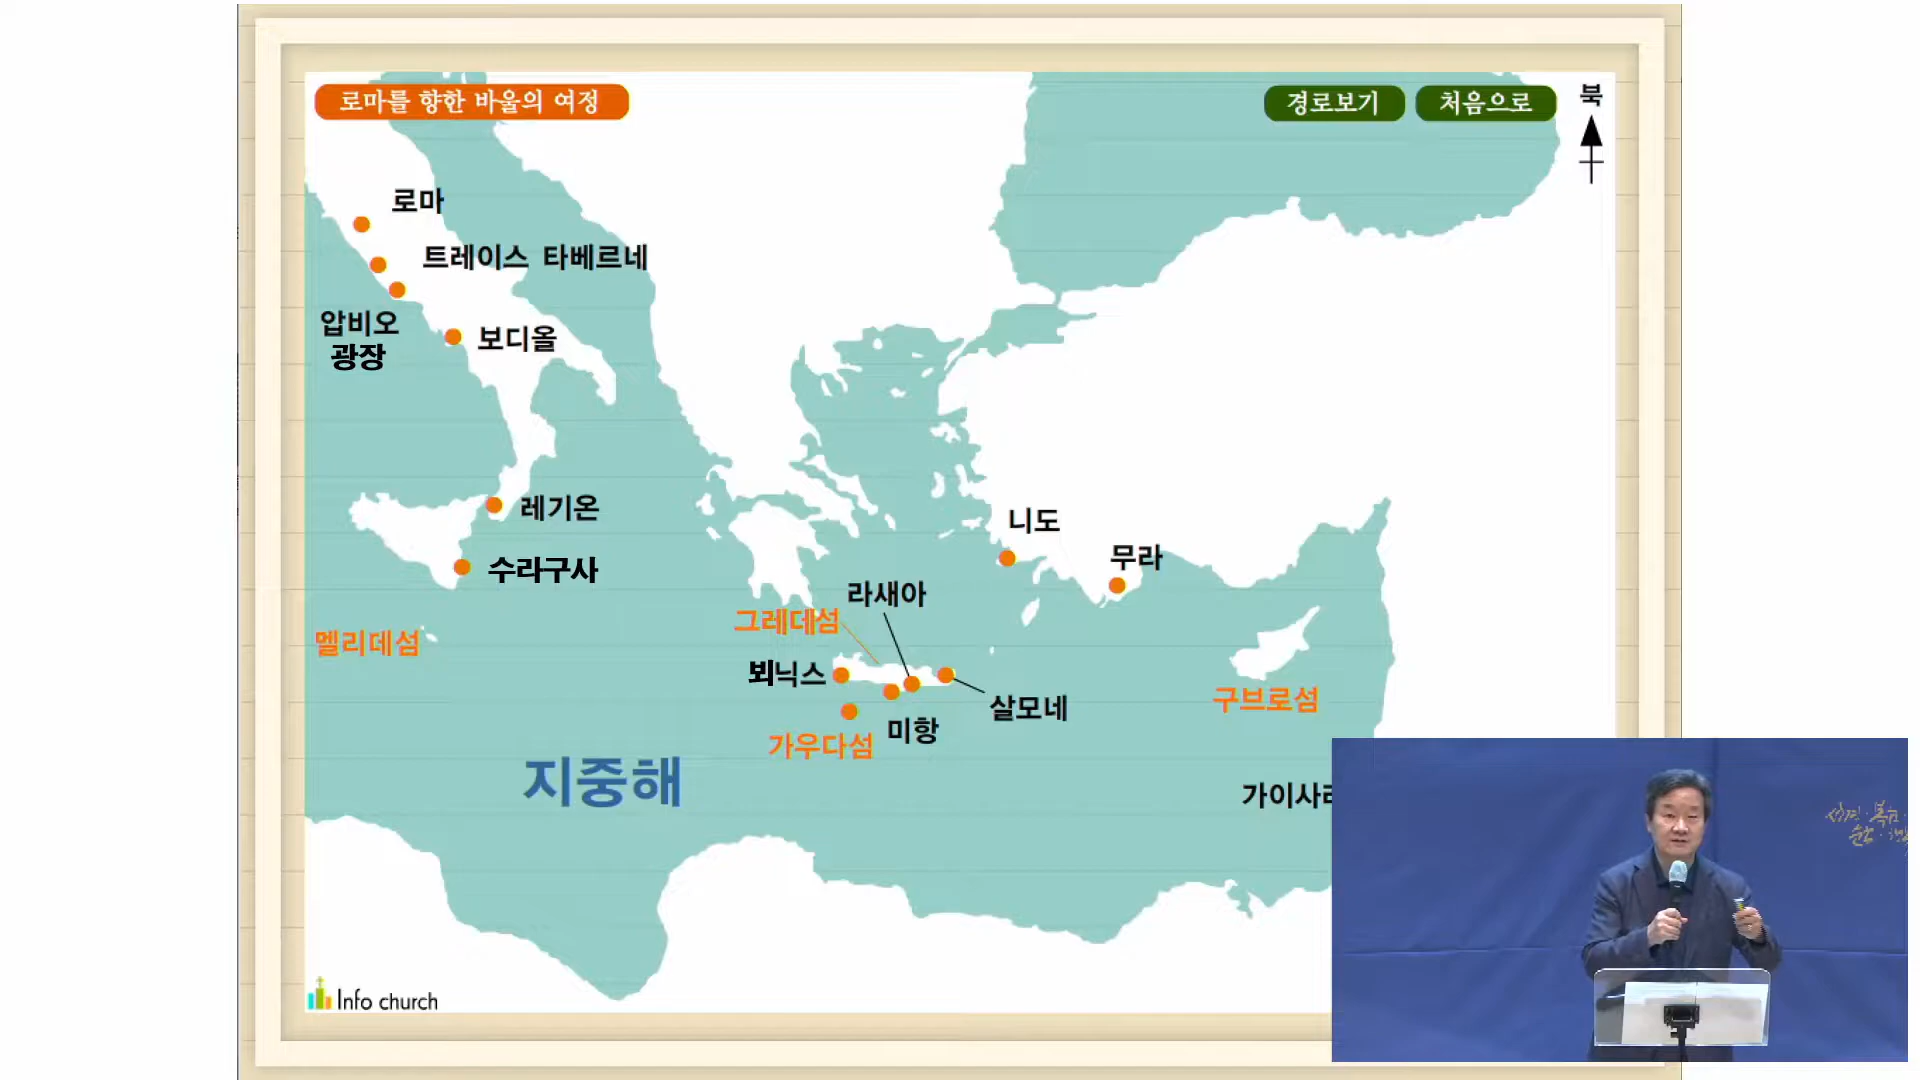 로마를 향한 바울의 여정
경로보기
처음으로
북
로마
트레이스 타베르네
압비오
광장
보디올
레기온
수라구사
니도
무라
라새아
그레데섬
멜리데섬
뵈닉스
살모네
구브로섬
미항
가우다섬
지중해
가이사
Info church